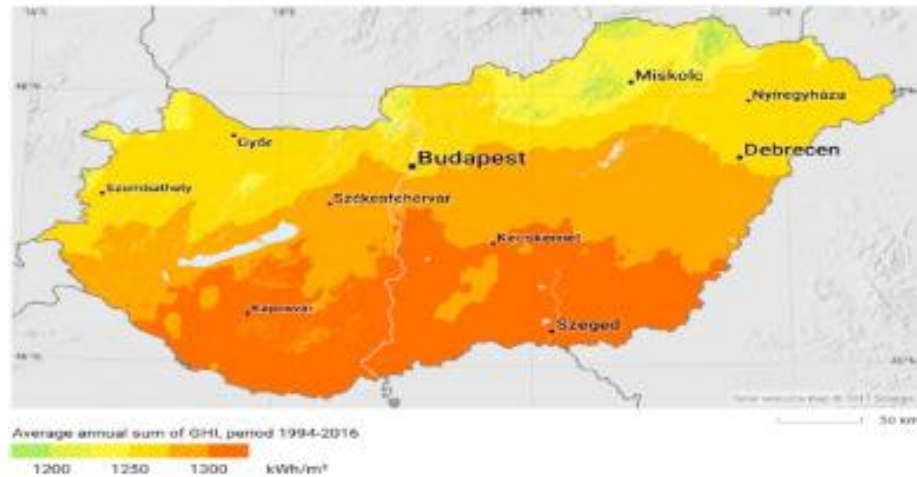 Miskolc
Nyíregyháza
Győr
Budapest
Debrecen
Szombathely
Székesfehérvár
Kecskemét
Kaposvár
Szeged
Average annual sum of GHI, period 1994-2016
1200 1250 1300 kWh/m²
50 km